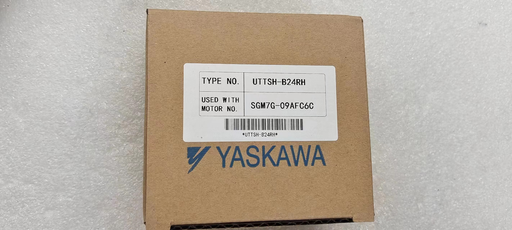 TYPE NO. UTTSH-B24RH
USED WITH MOTOR NO. SGM7G-09AFC6C
*UTTSH-B24RH*
YASKAWA